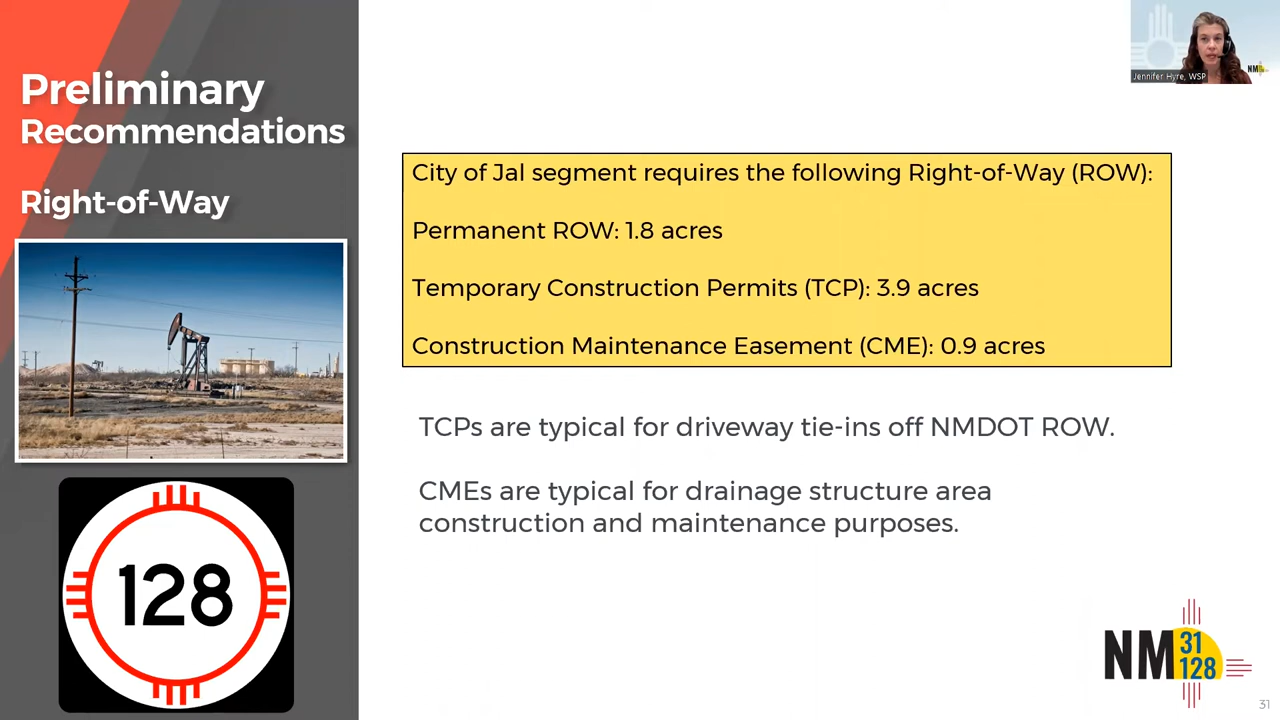 Preliminary
Recommendations
Right-of-Way
128
Jennifer Hyre, WSP
City of Jal segment requires the following Right-of-Way (ROW):
Permanent ROW: 1.8 acres
Temporary Construction Permits (TCP): 3.9 acres
Construction Maintenance Easement (CME): 0.9 acres
TCPs are typical for driveway tie-ins off NMDOT ROW.
CMEs are typical for drainage structure area
construction and maintenance purposes.
NM 31
128
31